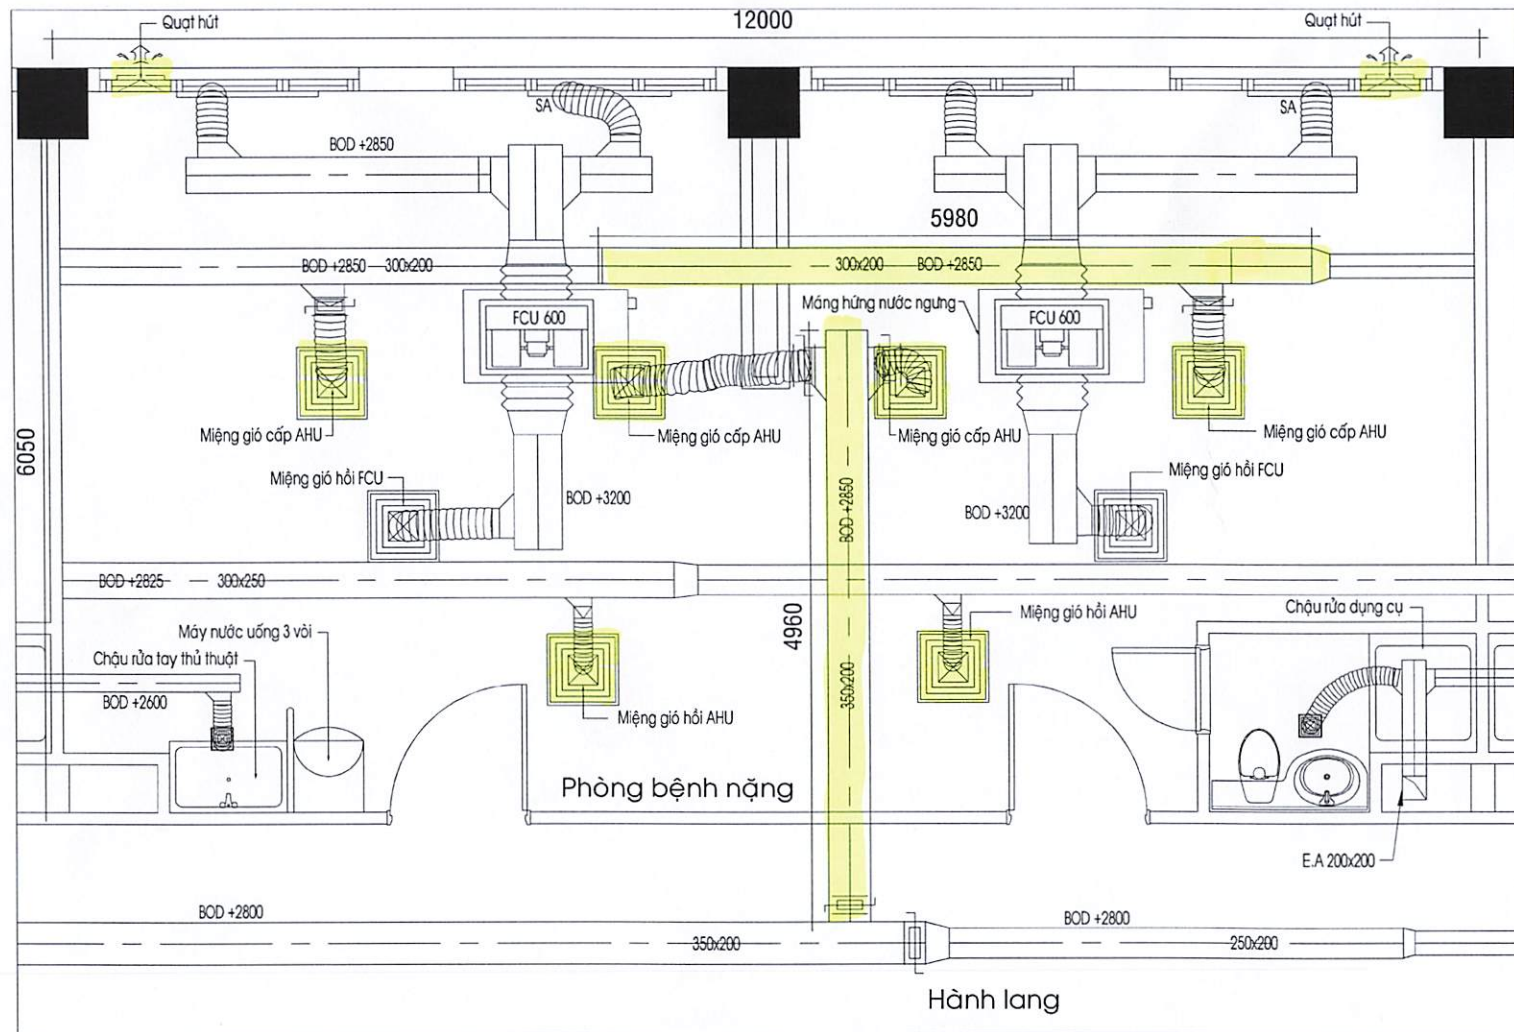 Quạt hút
12000
Quạt hút
SA
SA
BOD +2850
5980
BOD +2850
300x200
300x200
BOD +2850
Máng hứng nước ngưng
FCU 600
FCU 600
Miệng gió cấp AHU
Miệng gió cấp AHU
Miệng gió cấp AHU
Miệng gió cấp AHU
6050
Miệng gió hồi FCU
Miệng gió hồi FCU
BOD +3200
BOD +2850
BOD +3200
BOD +2825
300x250
4960
350x200
Miệng gió hồi AHU
Chậu rửa dụng cụ
Máy nước uống 3 vòi
Chậu rửa tay thủ thuật
BOD +2600
Miệng gió hồi AHU
Phòng bệnh nặng
E.A 200x200
BOD +2800
BOD +2800
350x200
250x200
Hành lang